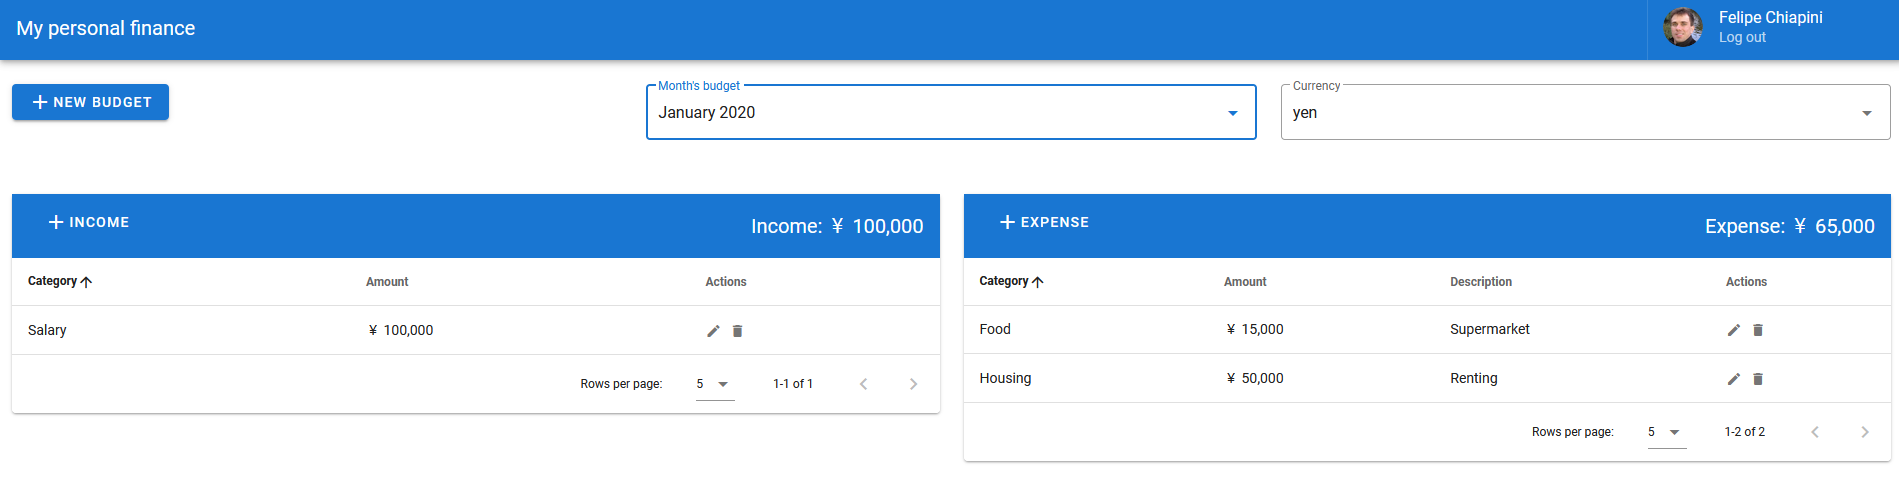 My personal finance
Felipe Chiapini
Log out
NEW BUDGET
Month's budget
January 2020
Currency
yen
INCOME
Income: ¥ 100,000
Category Amount Actions
Salary ¥ 100,000
Rows per page: 5 1-1 of 1
EXPENSE
Expense: ¥ 65,000
Category Amount Description Actions
Food ¥ 15,000 Supermarket
Housing ¥ 50,000 Renting
Rows per page: 5 1-2 of 2